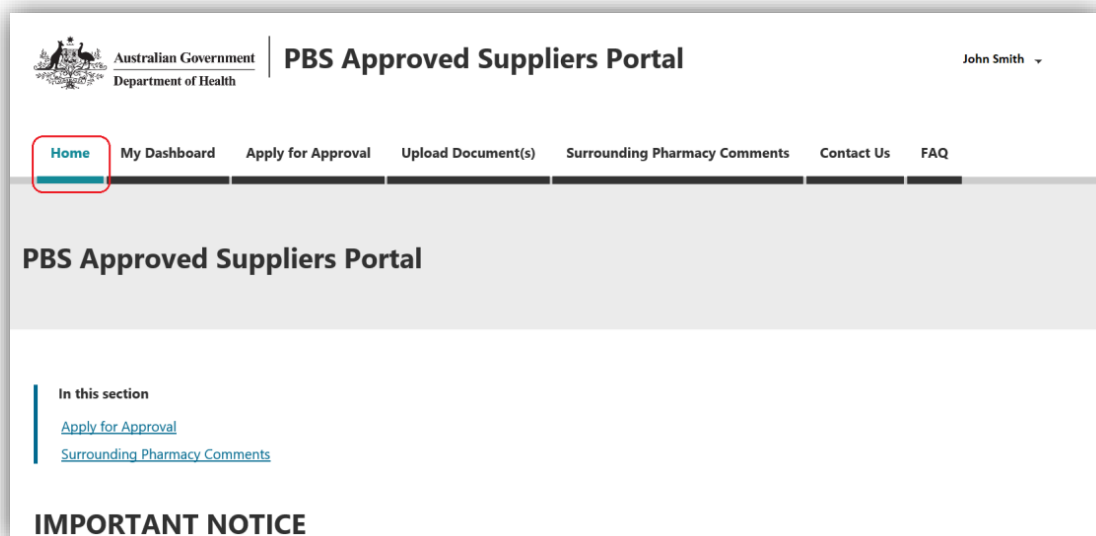 Australian Government
Department of Health
PBS Approved Suppliers Portal
John Smith
Home My Dashboard Apply for Approval Upload Document(s) Surrounding Pharmacy Comments Contact Us FAQ
PBS Approved Suppliers Portal
In this section
Apply for Approval
Surrounding Pharmacy Comments
IMPORTANT NOTICE